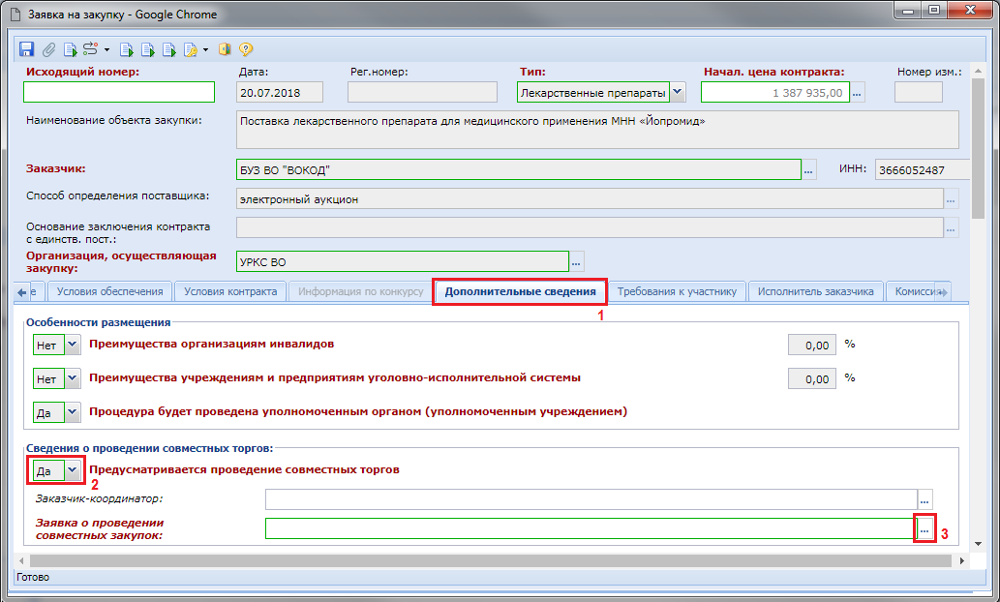 Заявка на закупку - Google Chrome
Исходящий номер: Дата: Рег.номер: Тип: Начал. цена контракта: Номер изм.:
20.07.2018 Лекарственные препараты 1 387 935,00 ...
Наименование объекта закупки: Поставка лекарственного препарата для медицинского применения МНН «Йопромид»
Заказчик: БУЗ ВО "ВОКОД" ... ИНН: 3666052487
Способ определения поставщика: электронный аукцион ...
Основание заключения контракта
с единств. пост.: ...
Организация, осуществляющая
закупку: УРКС ВО ...
е Условия обеспечения Условия контракта Информация по конкурсу Дополнительные сведения Требования к участнику Исполнитель заказчика Комиссия
1
Особенности размещения
Нет Преимущества организациям инвалидов 0,00 %
Нет Преимущества учреждениям и предприятиям уголовно-исполнительной системы 0,00 %
Да Процедура будет проведена уполномоченным органом (уполномоченным учреждением)
Сведения о проведении совместных торгов:
Да Предусматривается проведение совместных торгов
2
Заказчик-координатор: ...
Заявка о проведении
совместных закупок: ... 3
Готово